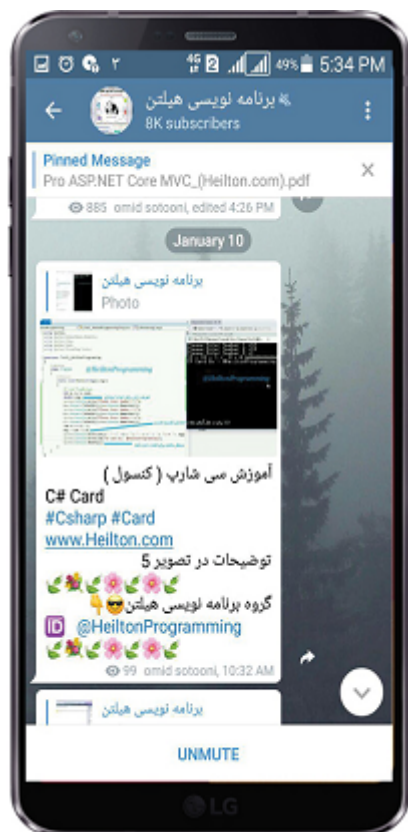 4G 2 49% 5:34 PM
برنامه نویسی هیلتن
8K subscribers
Pinned Message
Pro ASP.NET Core MVC_(Heilton.com).pdf
885 omid sotooni, edited 4:26 PM
January 10
برنامه نویسی هیلتن
Photo
@HeiltonProgramming
آموزش سی شارپ ( کنسول )
C# Card
#Csharp #Card
www.Heilton.com
توضیحات در تصویر 5
گروه برنامه نویسی هیلتن😎👇
🆔 @HeiltonProgramming
99 omid sotooni, 10:32 AM
برنامه نویسی هیلتن
UNMUTE
LG